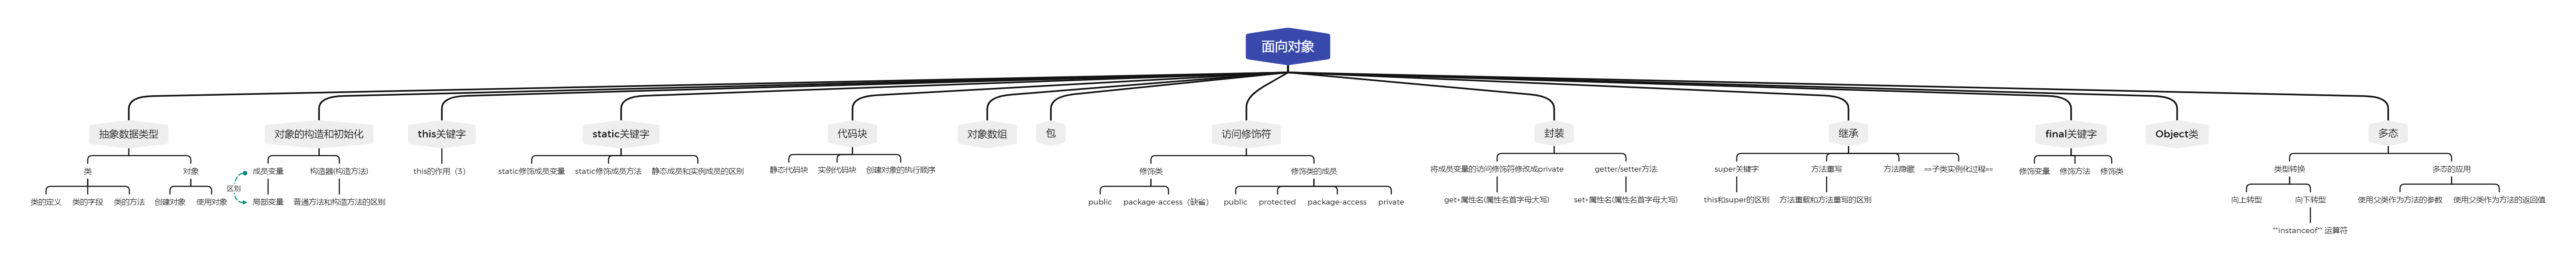 面向对象
抽象数据类型
对象的构造和初始化
this关键字
static关键字
代码块
对象数组
包
访问修饰符
封装
继承
final关键字
Object类
多态
类
对象
成员变量
构造器(构造方法)
this的作用（3）
static修饰成员变量
static修饰成员方法
静态成员和实例成员的区别
静态代码块
实例代码块
创建对象的执行顺序
修饰类
修饰类的成员
将成员变量的访问修饰符修改成private
getter/setter方法
super关键字
方法重写
方法隐藏
==子类实例化过程==
修饰变量
修饰方法
修饰类
类型转换
多态的应用
区别
类的定义
类的字段
类的方法
创建对象
使用对象
局部变量
普通方法和构造方法的区别
public
package-access（缺省）
public
protected
package-access
private
get+属性名(属性名首字母大写)
set+属性名(属性名首字母大写)
this和super的区别
方法重载和方法重写的区别
向上转型
向下转型
使用父类作为方法的参数
使用父类作为方法的返回值
**instanceof** 运算符